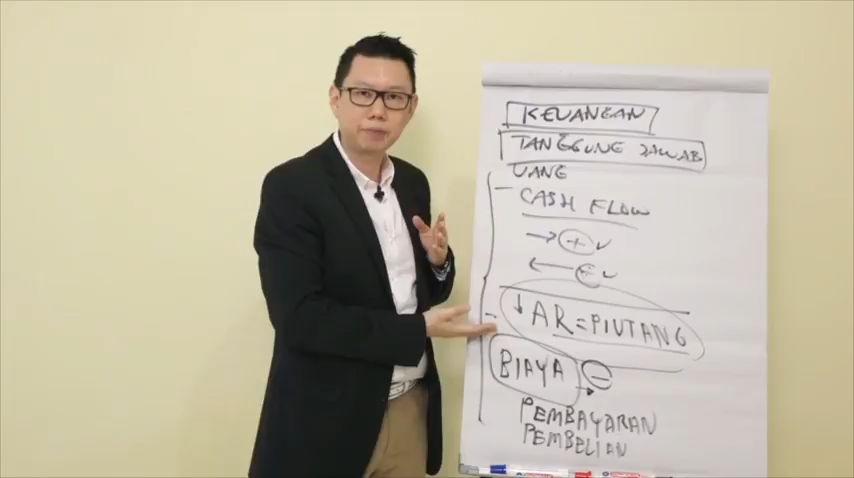 KEUANGAN
TANGGUNG JAWAB
UANG
- CASH FLOW
→ + ✓
← ✓
- ↓ AR = PIUTANG
BIAYA → −
PEMBAYARAN
PEMBELIAN